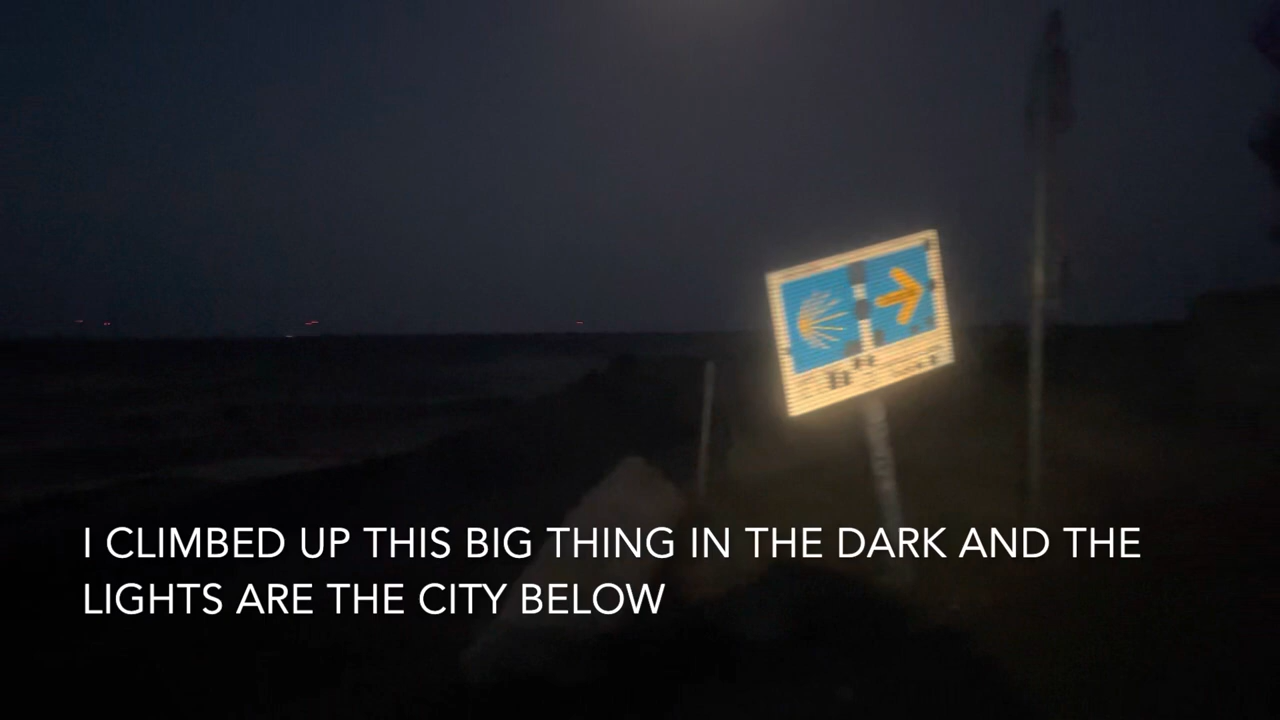 I CLIMBED UP THIS BIG THING IN THE DARK AND THE
LIGHTS ARE THE CITY BELOW